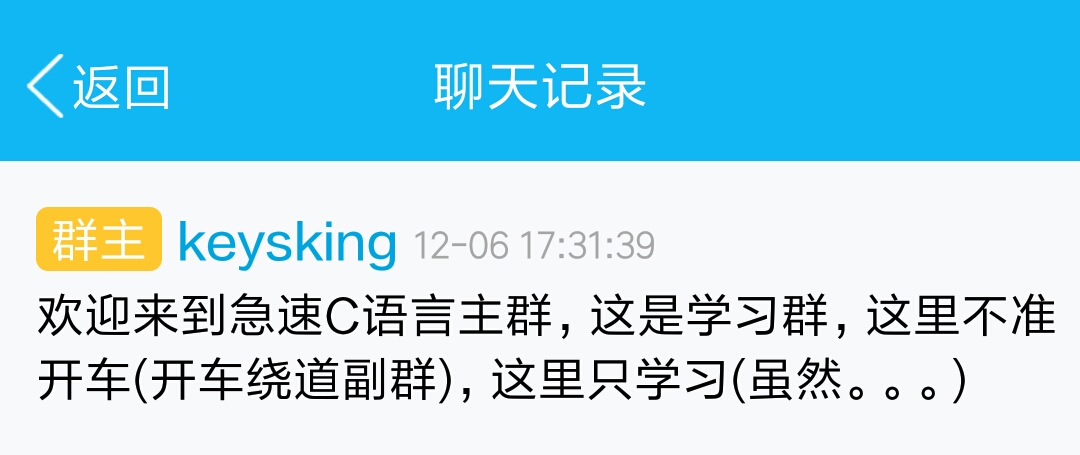 返回
聊天记录
群主 keysking 12-06 17:31:39
欢迎来到急速C语言主群，这是学习群，这里不准
开车(开车绕道副群)，这里只学习(虽然。。。)